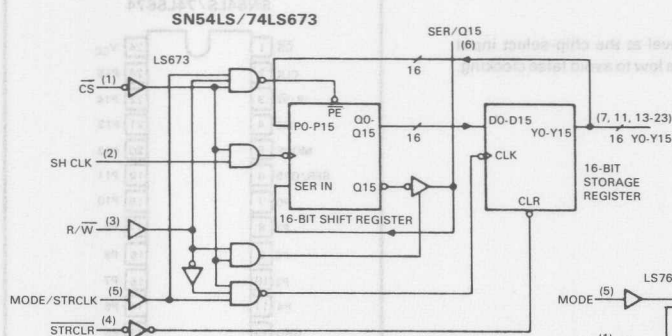 SN54LS/74LS673
SER/Q15
(6)
LS673
16
CS (1)
PE
P0-P15
Q0-
Q15
16
D0-D15
Y0-Y15
(7, 11, 13-23)
16 Y0-Y15
SH CLK (2)
CLK
SER IN
Q15
16-BIT
STORAGE
REGISTER
CLR
16-BIT SHIFT REGISTER
R/W (3)
MODE/STRCLK (5)
STRCLR (4)
LS76
MODE (5)